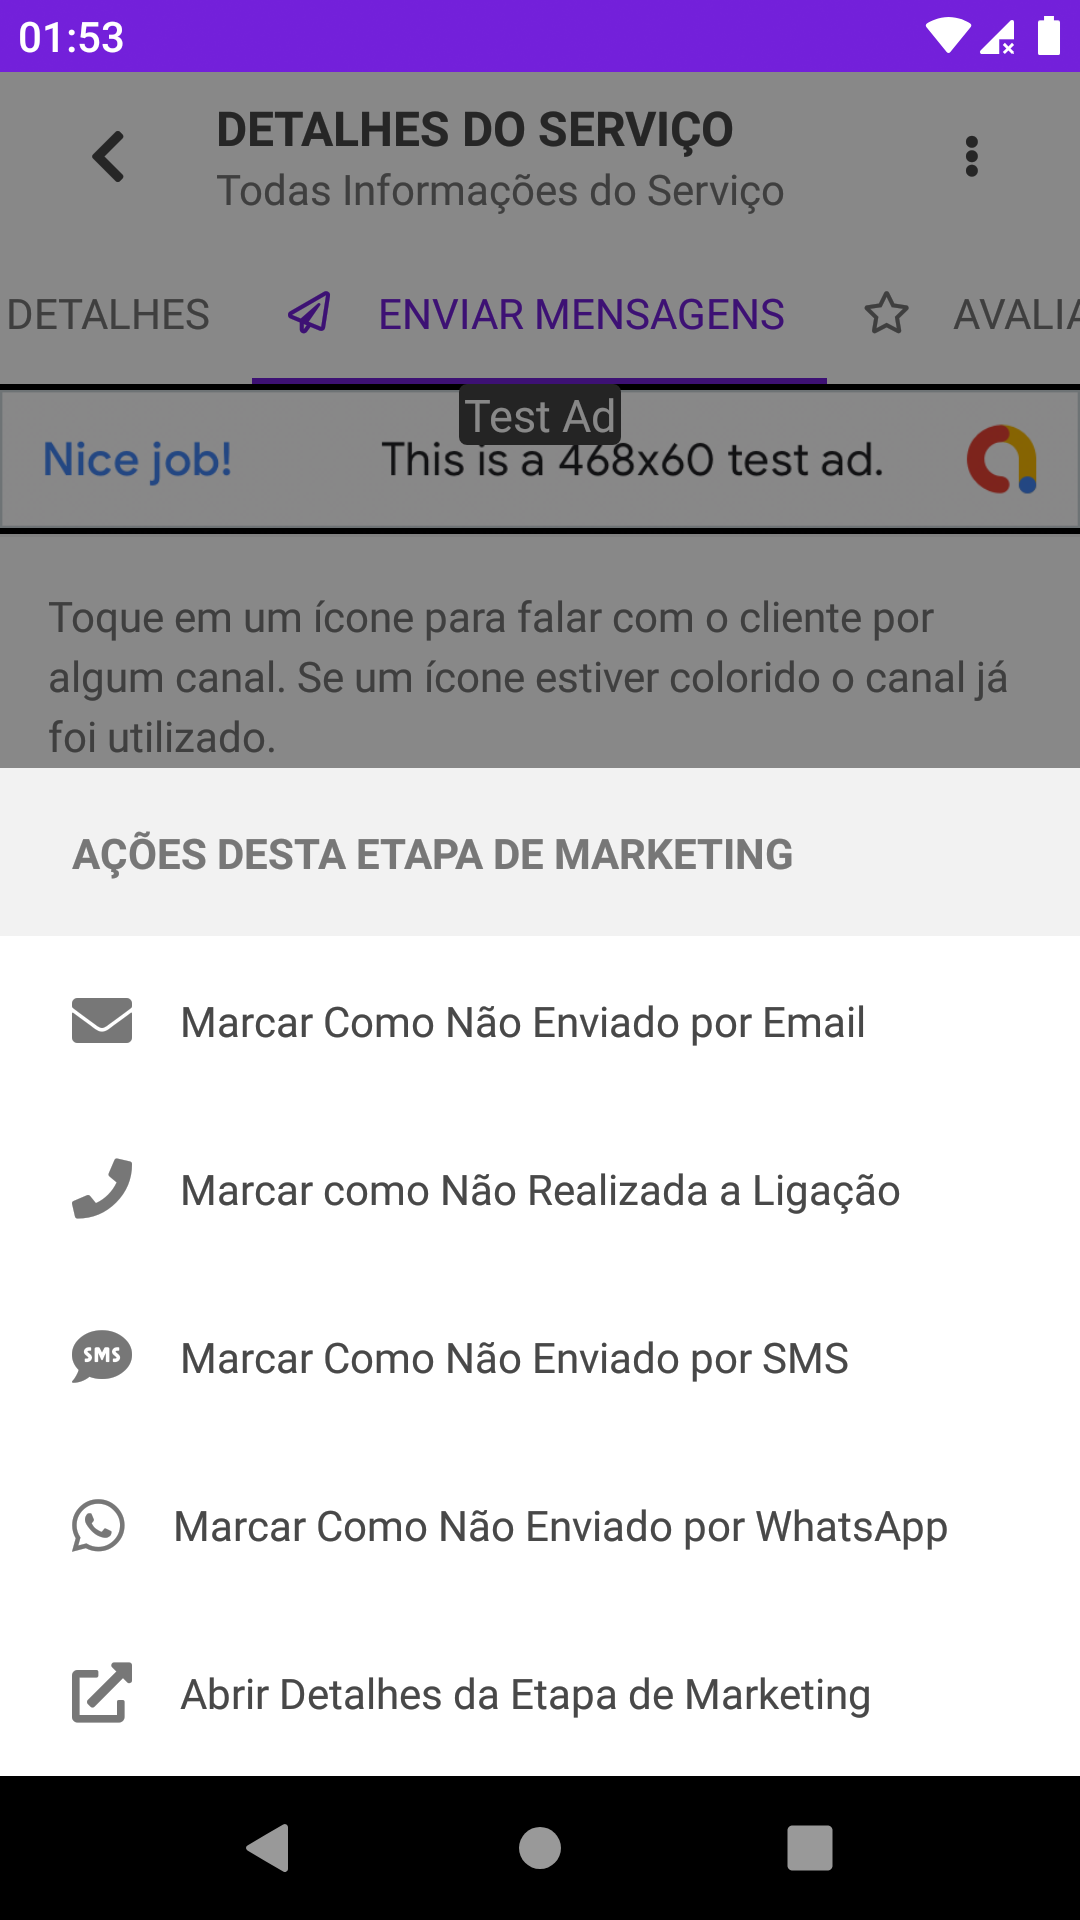 01:53
DETALHES DO SERVIÇO
Todas Informações do Serviço
DETALHES
ENVIAR MENSAGENS
AVALIA
Test Ad
Nice job!
This is a 468x60 test ad.
Toque em um ícone para falar com o cliente por
algum canal. Se um ícone estiver colorido o canal já
foi utilizado.
AÇÕES DESTA ETAPA DE MARKETING
Marcar Como Não Enviado por Email
Marcar como Não Realizada a Ligação
SMS
Marcar Como Não Enviado por SMS
Marcar Como Não Enviado por WhatsApp
Abrir Detalhes da Etapa de Marketing